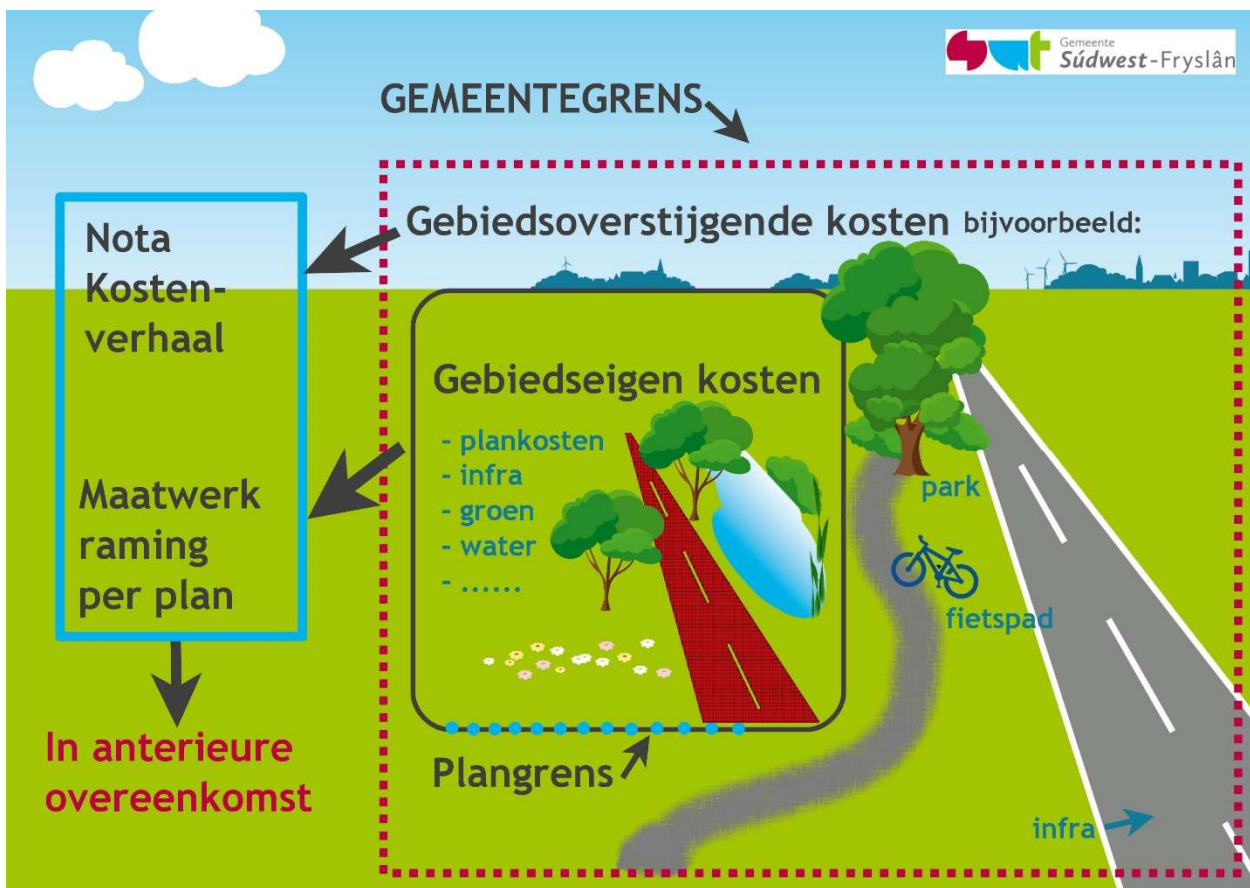 Gemeente
Súdwest-Fryslân
GEMEENTEGRENS
Gebiedsoverstijgende kosten bijvoorbeeld:
Nota
Kosten-
verhaal
Maatwerk
raming
per plan
In anterieure
overeenkomst
Gebiedseigen kosten
- plankosten
- infra
- groen
- water
- ......
Plangrens
park
fietspad
infra